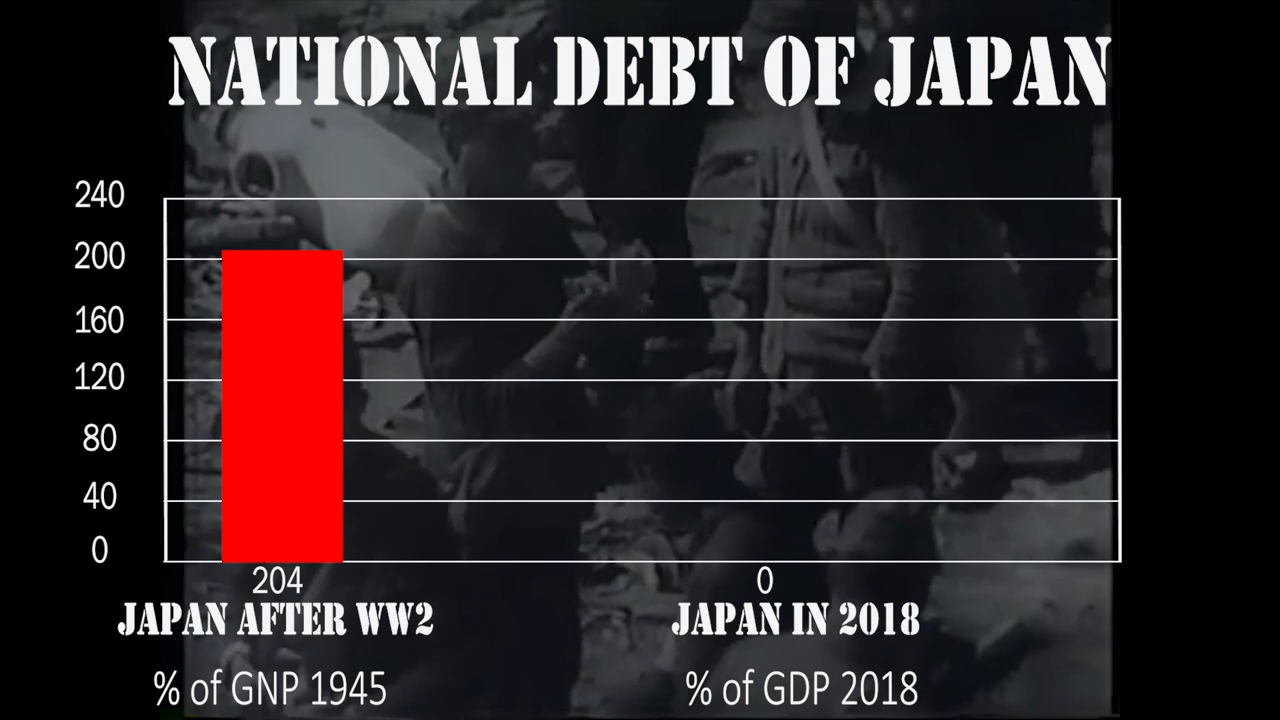 NATIONAL DEBT OF JAPAN
240
200
160
120
80
40
0
204 0
JAPAN AFTER WW2 JAPAN IN 2018
% of GNP 1945 % of GDP 2018